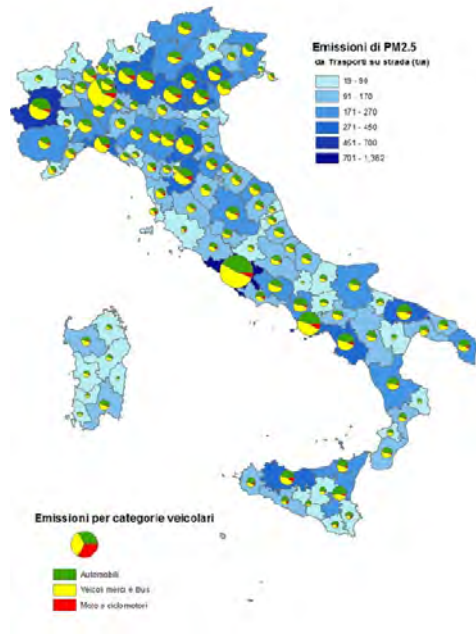 Emissioni di PM2.5
da Trasporti su strada (t/a)
19 - 90
91 - 170
171 - 270
271 - 450
451 - 700
701 - 1,382
Emissioni per categorie veicolari
Automobili
Veicoli merci e Bus
Moto e ciclomotori